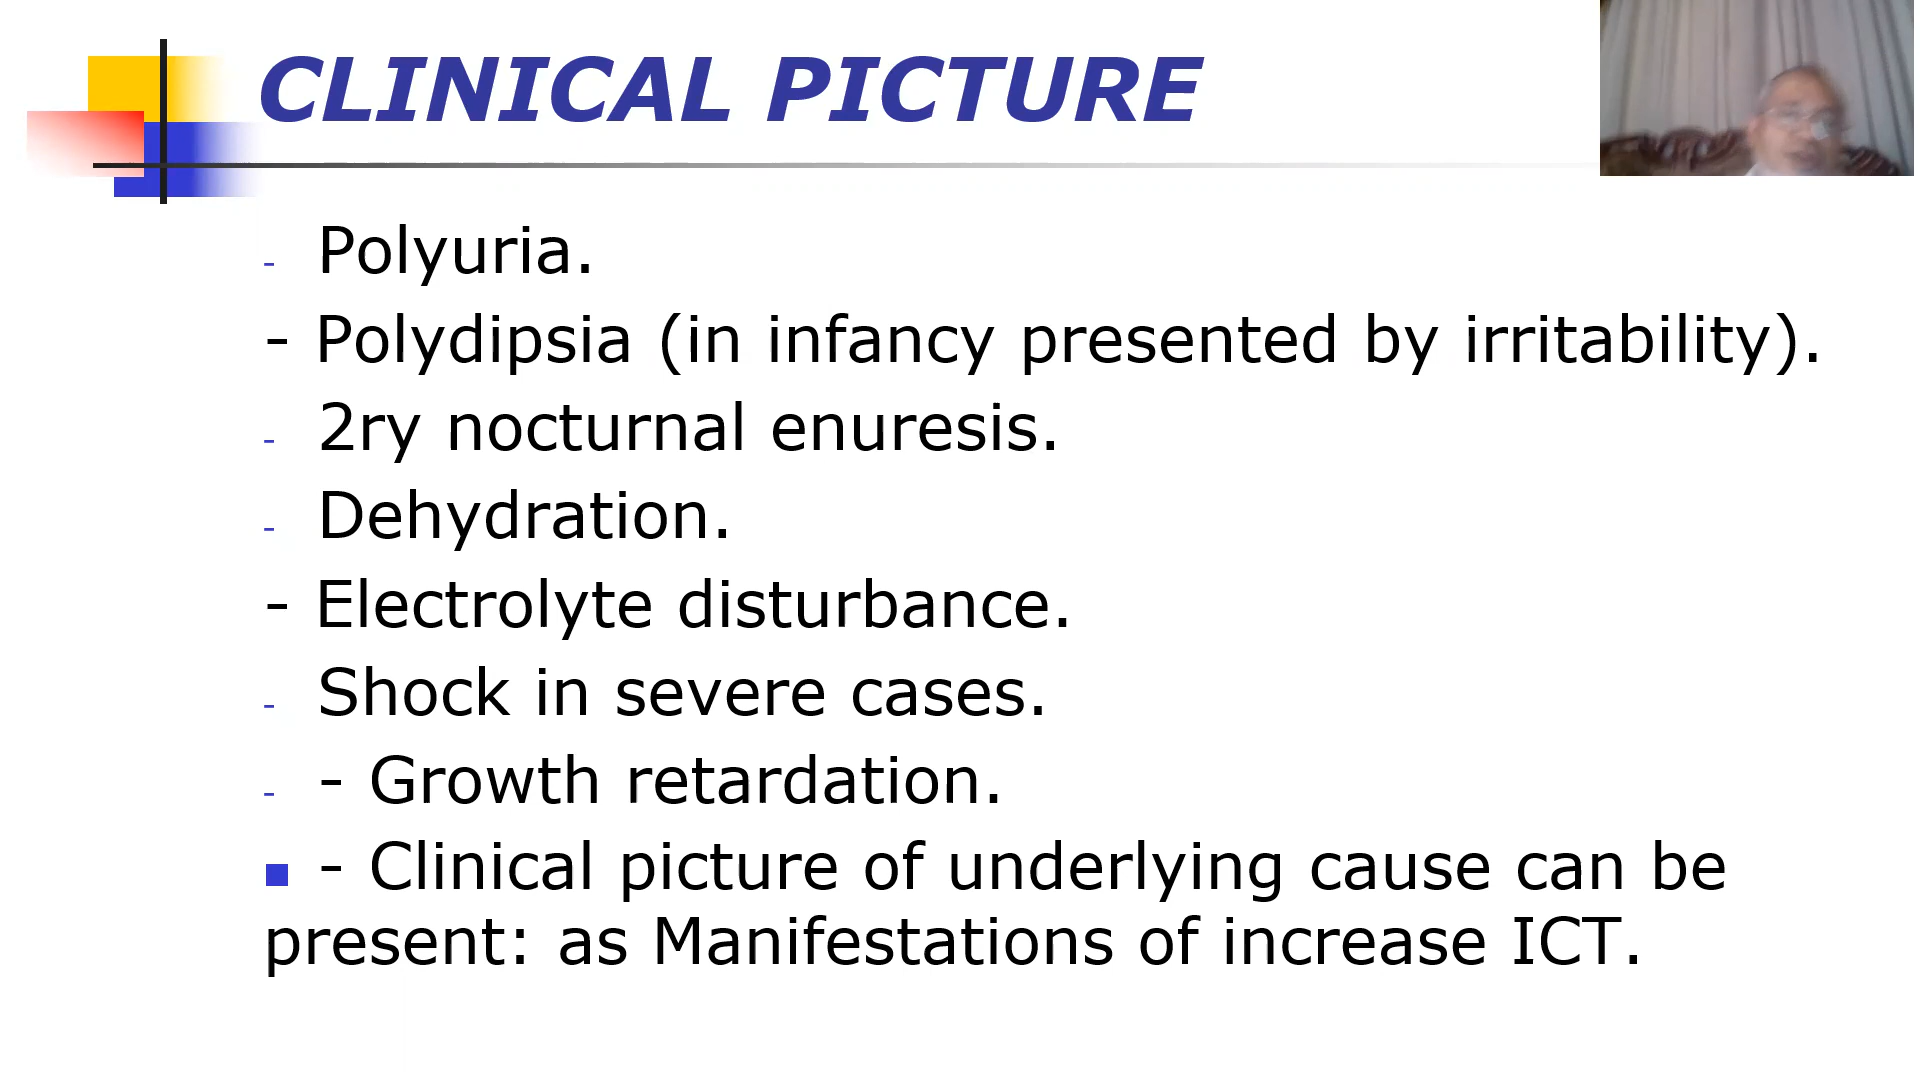 CLINICAL PICTURE
- Polyuria.
- Polydipsia (in infancy presented by irritability).
- 2ry nocturnal enuresis.
- Dehydration.
- Electrolyte disturbance.
- Shock in severe cases.
- - Growth retardation.
■ - Clinical picture of underlying cause can be
present: as Manifestations of increase ICT.